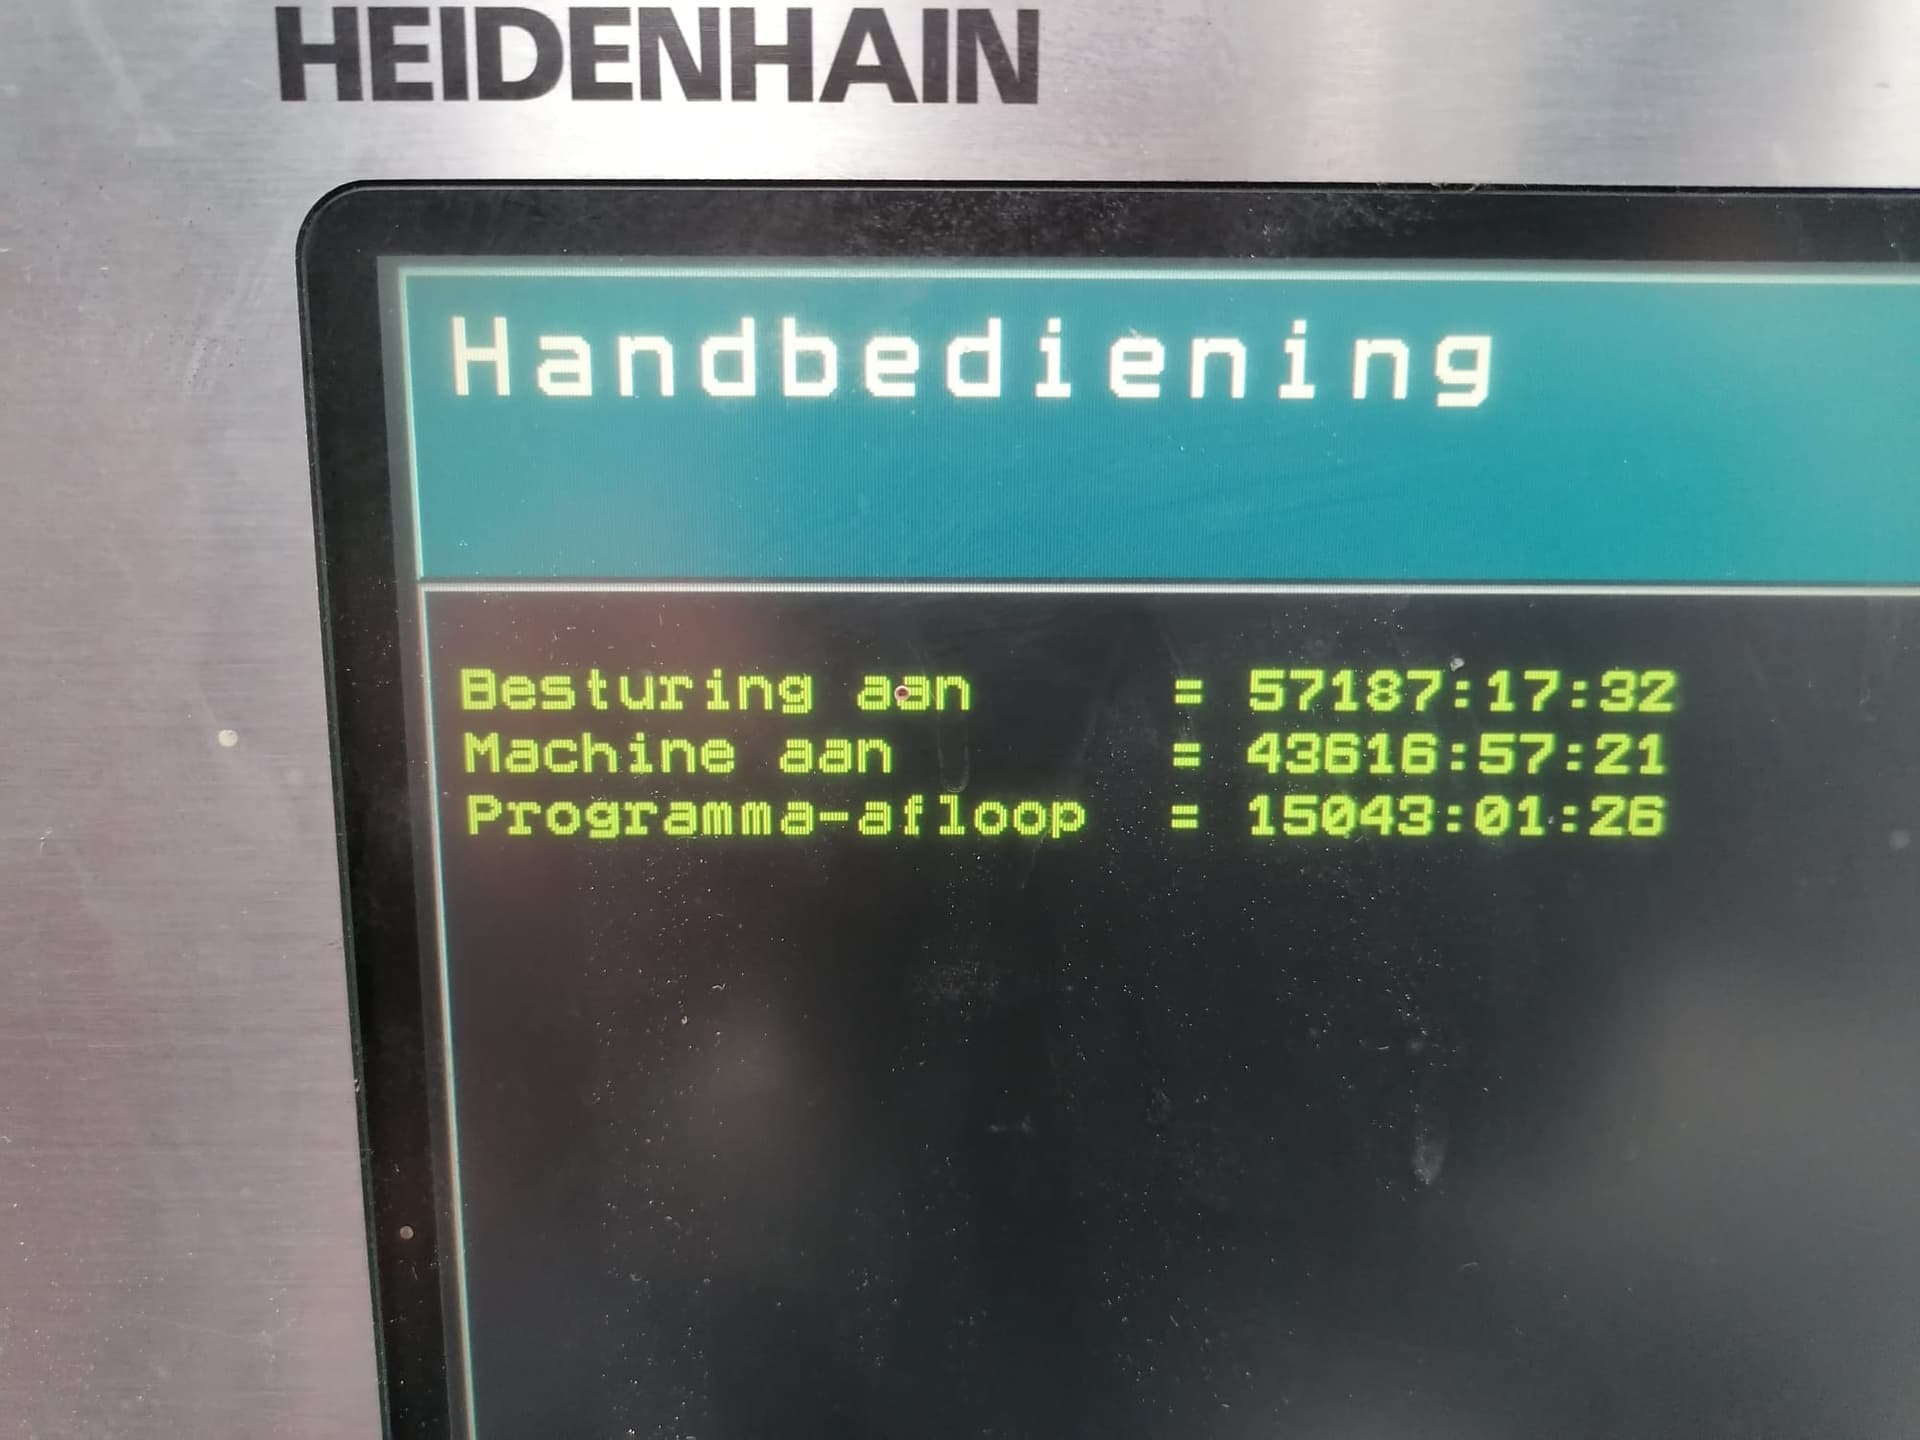 HEIDENHAIN
Handbediening
Besturing aan = 57187:17:32
Machine aan = 43616:57:21
Programma-afloop = 15043:01:26